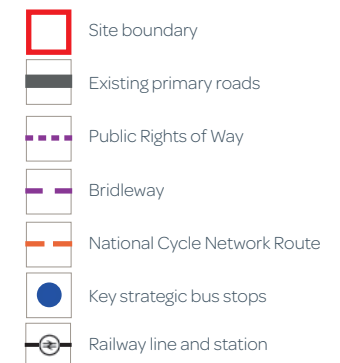 Site boundary
Existing primary roads
Public Rights of Way
Bridleway
National Cycle Network Route
Key strategic bus stops
Railway line and station